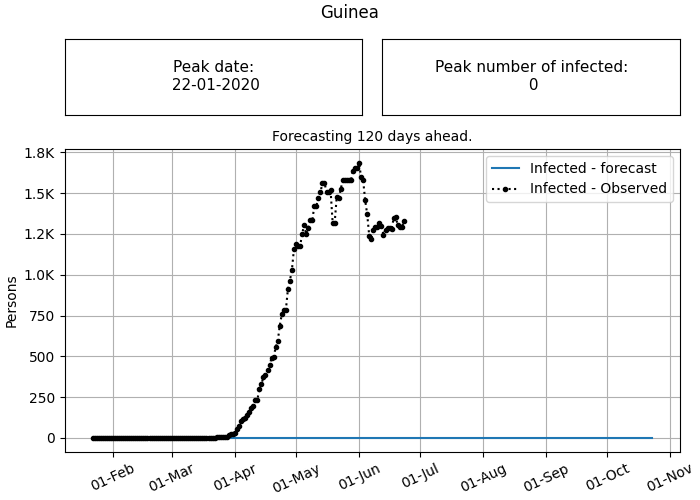 Guinea
Peak date:
22-01-2020
Peak number of infected:
0
Forecasting 120 days ahead.
Infected - forecast
Infected - Observed
Persons
1.8K
1.5K
1.2K
1.0K
750
500
250
0
01-Feb
01-Mar
01-Apr
01-May
01-Jun
01-Jul
01-Aug
01-Sep
01-Oct
01-Nov